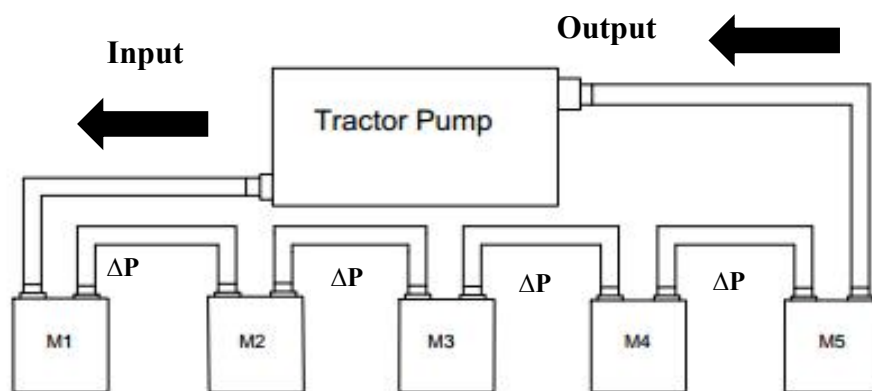 Output
Input
Tractor Pump
ΔP
ΔP
ΔP
ΔP
M1
M2
M3
M4
M5